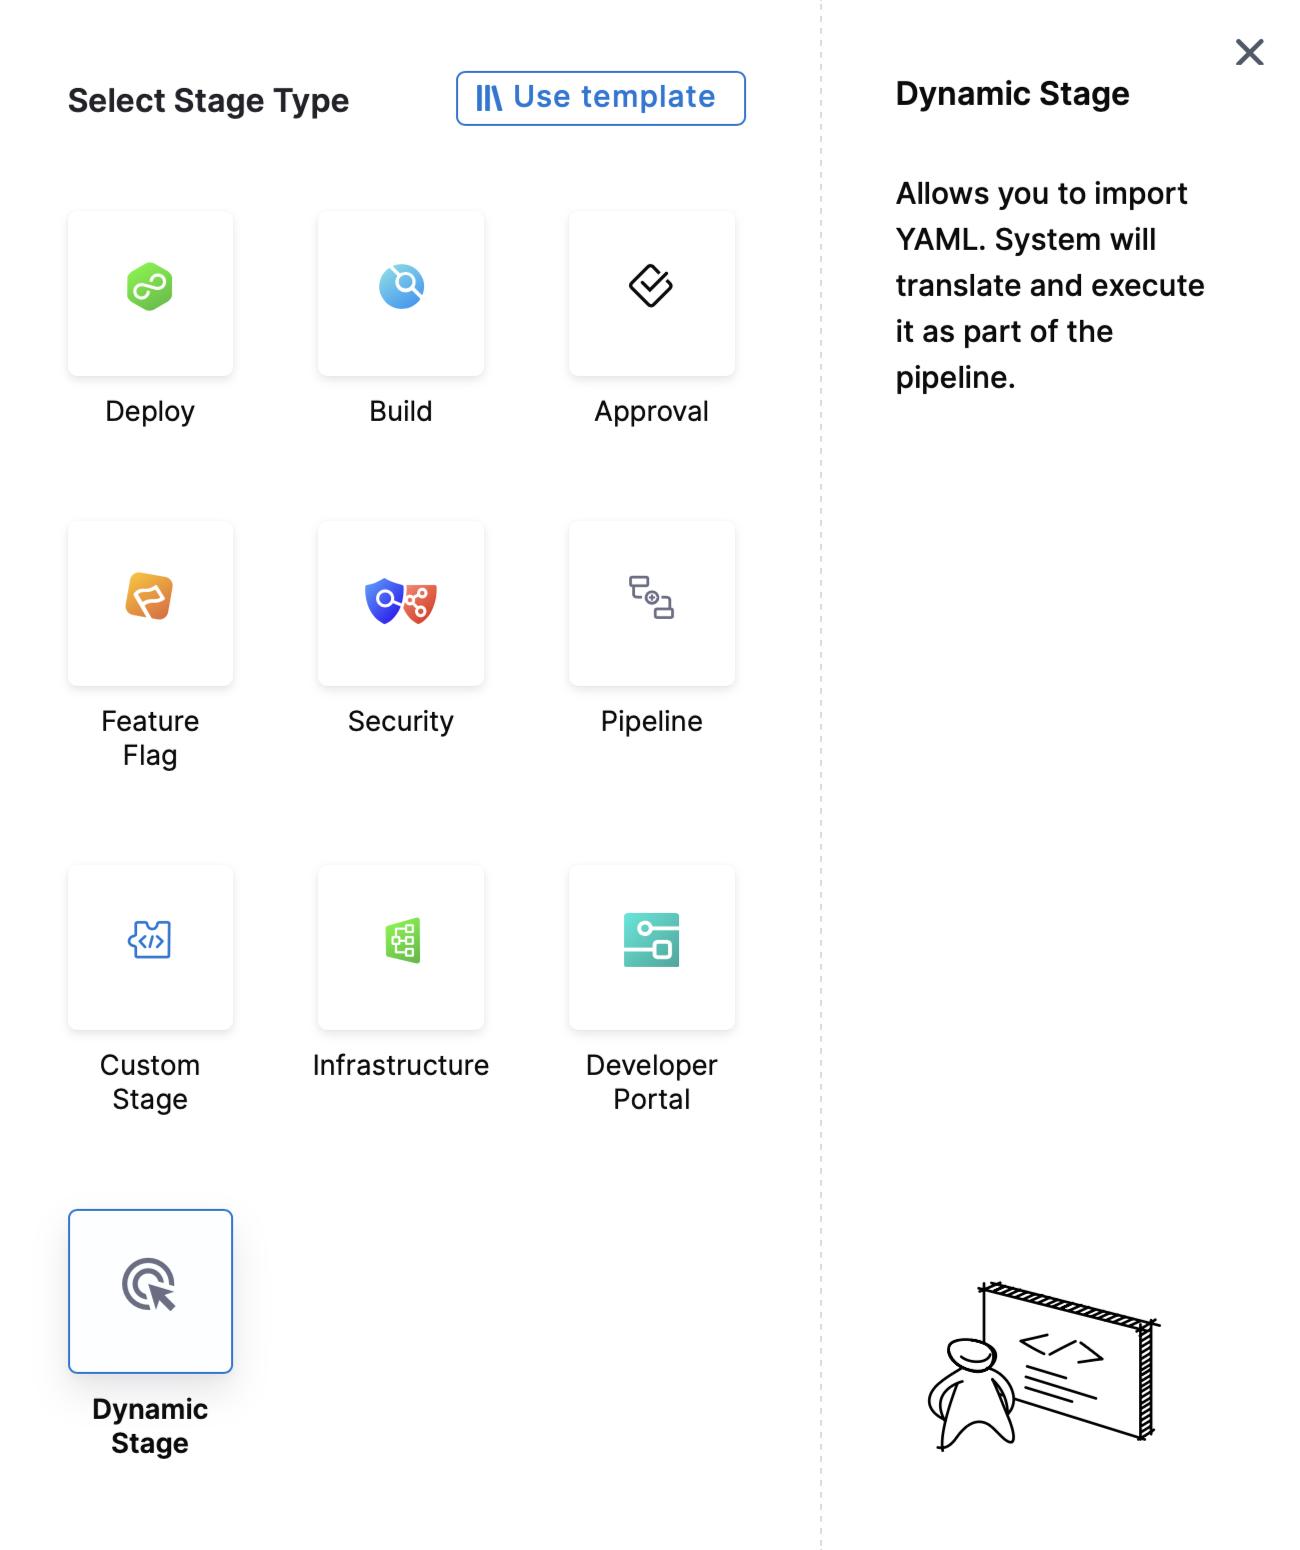 Select Stage Type
Use template
Deploy
Build
Approval
Feature
Flag
Security
Pipeline
Custom
Stage
Infrastructure
Developer
Portal
Dynamic
Stage
Dynamic Stage
Allows you to import
YAML. System will
translate and execute
it as part of the
pipeline.